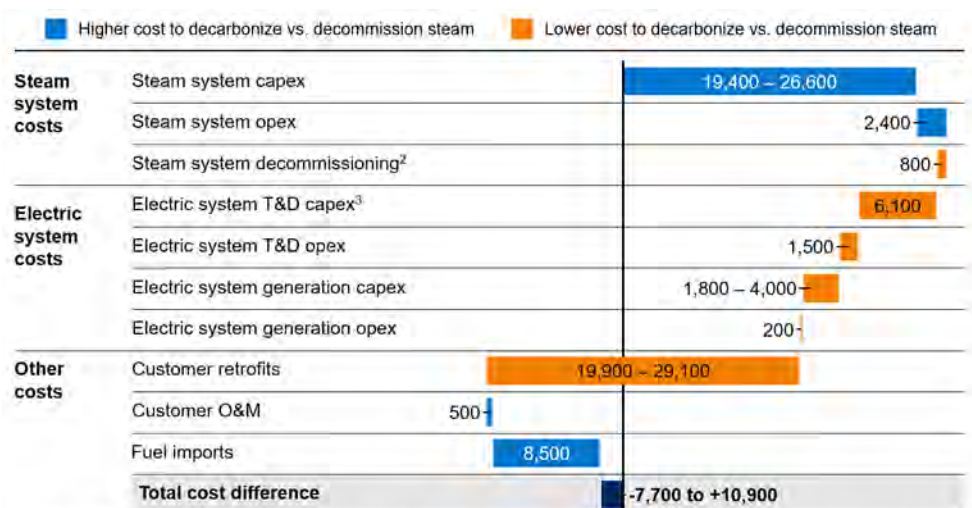 Higher cost to decarbonize vs. decommission steam
Lower cost to decarbonize vs. decommission steam
Steam system costs
Steam system capex
19,400 – 26,600
Steam system opex
2,400
Steam system decommissioning²
800
Electric system costs
Electric system T&D capex³
6,100
Electric system T&D opex
1,500
Electric system generation capex
1,800 – 4,000
Electric system generation opex
200
Other costs
Customer retrofits
19,900 – 29,100
Customer O&M
500
Fuel imports
8,500
Total cost difference
-7,700 to +10,900